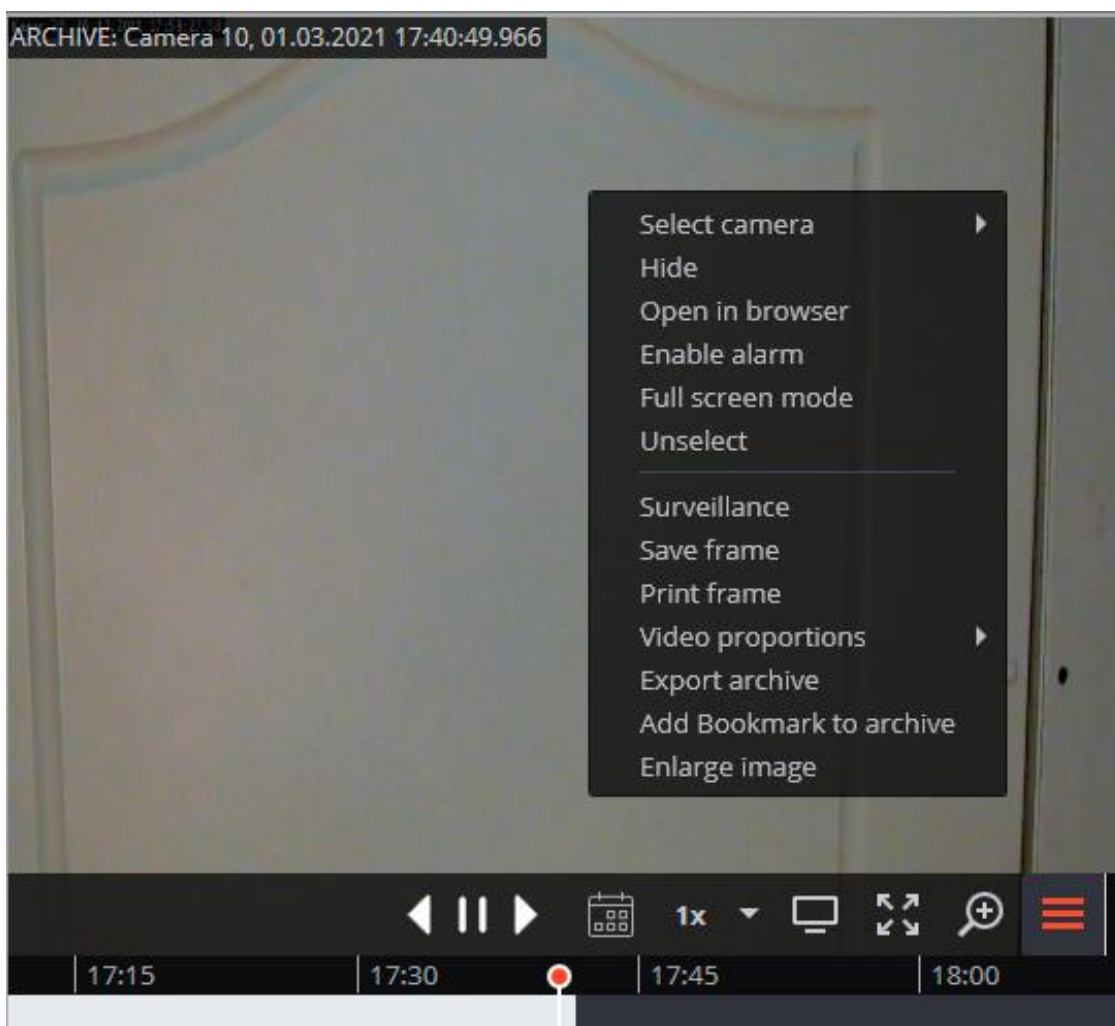 ARCHIVE: Camera 10, 01.03.2021 17:40:49.966
Select camera
Hide
Open in browser
Enable alarm
Full screen mode
Unselect
Surveillance
Save frame
Print frame
Video proportions
Export archive
Add Bookmark to archive
Enlarge image
1x
17:15 17:30 17:45 18:00